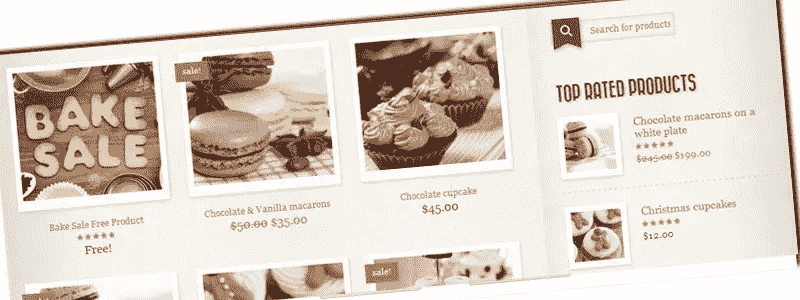 BAKE
SALE
Bake Sale Free Product
Free!
sale!
Chocolate & Vanilla macarons
$50.00 $35.00
Chocolate cupcake
$45.00
sale!
Search for products
TOP RATED PRODUCTS
Chocolate macarons on a
white plate
$245.00 $199.00
Christmas cupcakes
$12.00